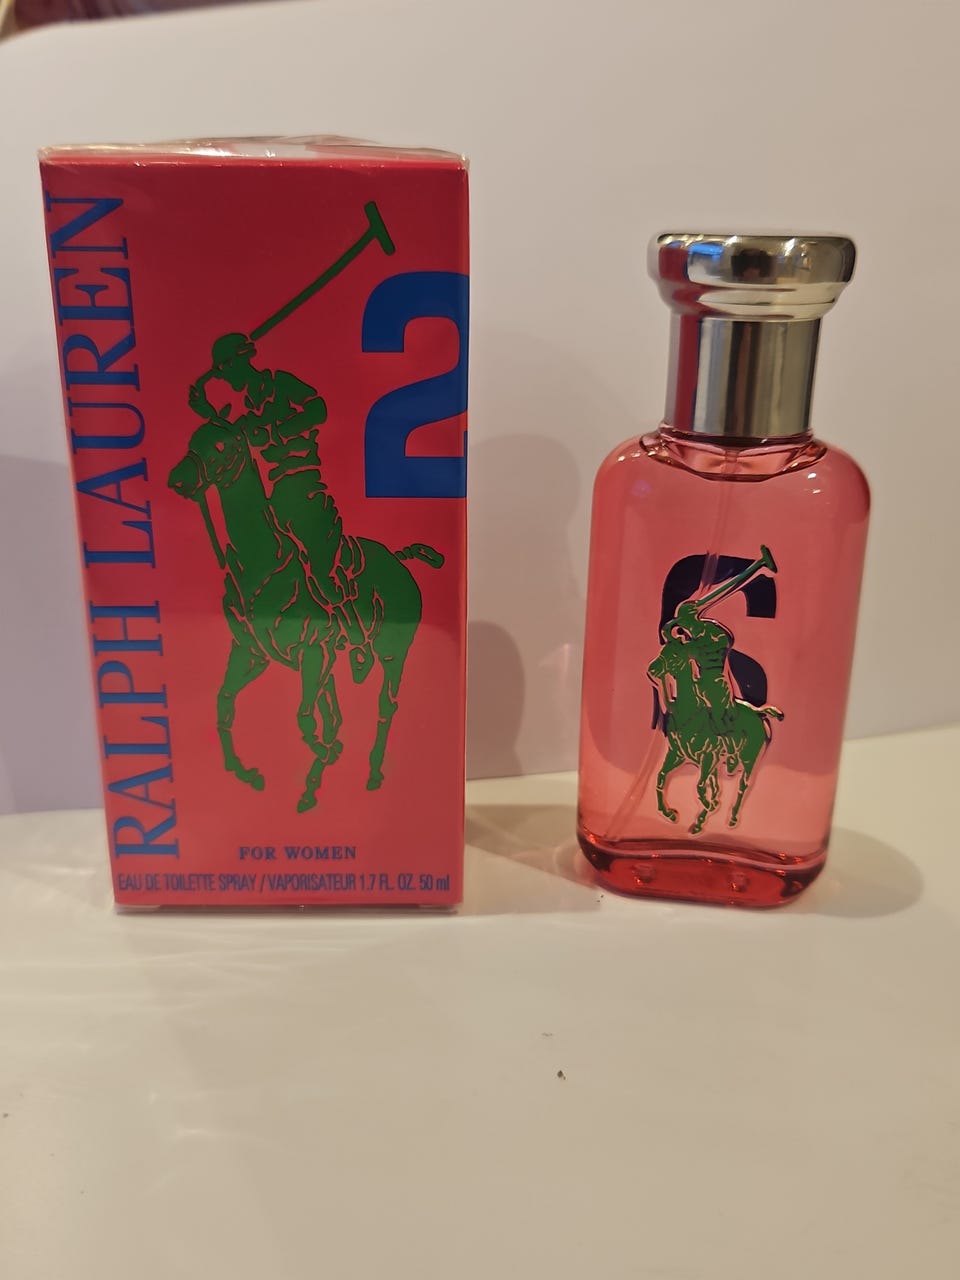 RALPH LAUREN
2
FOR WOMEN
EAU DE TOILETTE SPRAY / VAPORISATEUR 1.7 FL. OZ. 50 ml